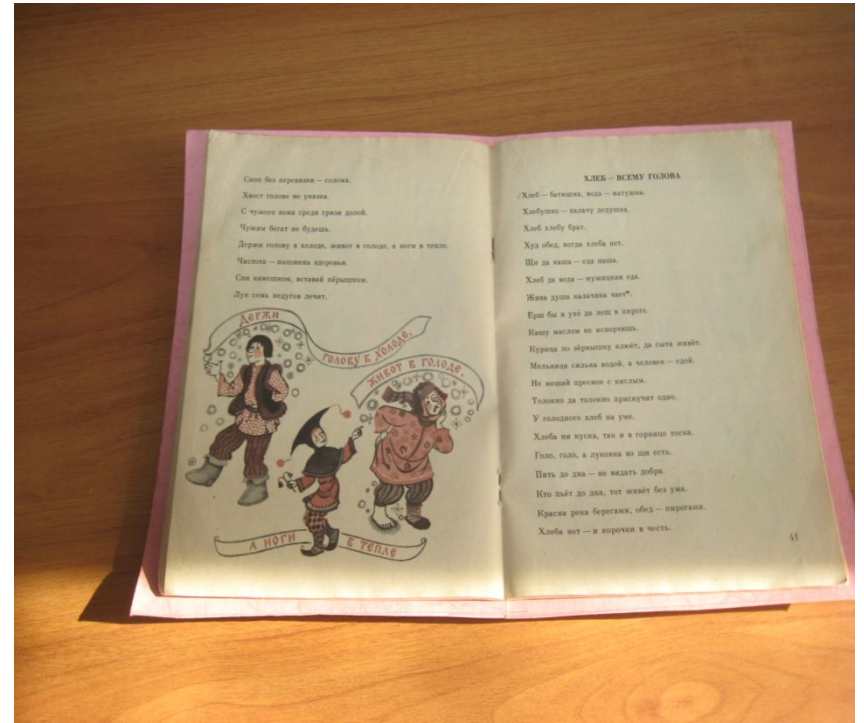 Сноп без перевязки — солома.
Хвост голове не указка.
С чужого коня среди грязи долой.
Чужим богат не будешь.
Держи голову в холоде, живот в голоде, а ноги в тепле.
Чистота — половина здоровья.
Спи камешком, вставай пёрышком.
Лук семь недугов лечит.
ДЕРЖИ
ГОЛОВУ В ХОЛОДЕ,
ЖИВОТ В ГОЛОДЕ,
А НОГИ
В ТЕПЛЕ
ХЛЕБ — ВСЕМУ ГОЛОВА
Хлеб — батюшка, вода — матушка.
Хлебушко — калачу дедушка.
Хлеб хлебу брат.
Худ обед, когда хлеба нет.
Щи да каша — еда наша.
Хлеб да вода — мужицкая еда.
Жива душа калачика чает*.
Ерш бы в ухе да лещ в пироге.
Кашу маслом не испортишь.
Курица по зёрнышку клюёт, да сыта живёт.
Мельница сильна водой, а человек — едой.
Не мешай пресное с кислым.
Толокно да толокно прискучит одно.
У голодного хлеб на уме.
Хлеба ни куска, так и в горнице тоска.
Голо, голо, а луковка во щи есть.
Пить до дна — не видать добра.
Кто пьёт до дна, тот живёт без ума.
Красна река берегами, обед — пирогами.
Хлеба нет — и корочки в честь.
41